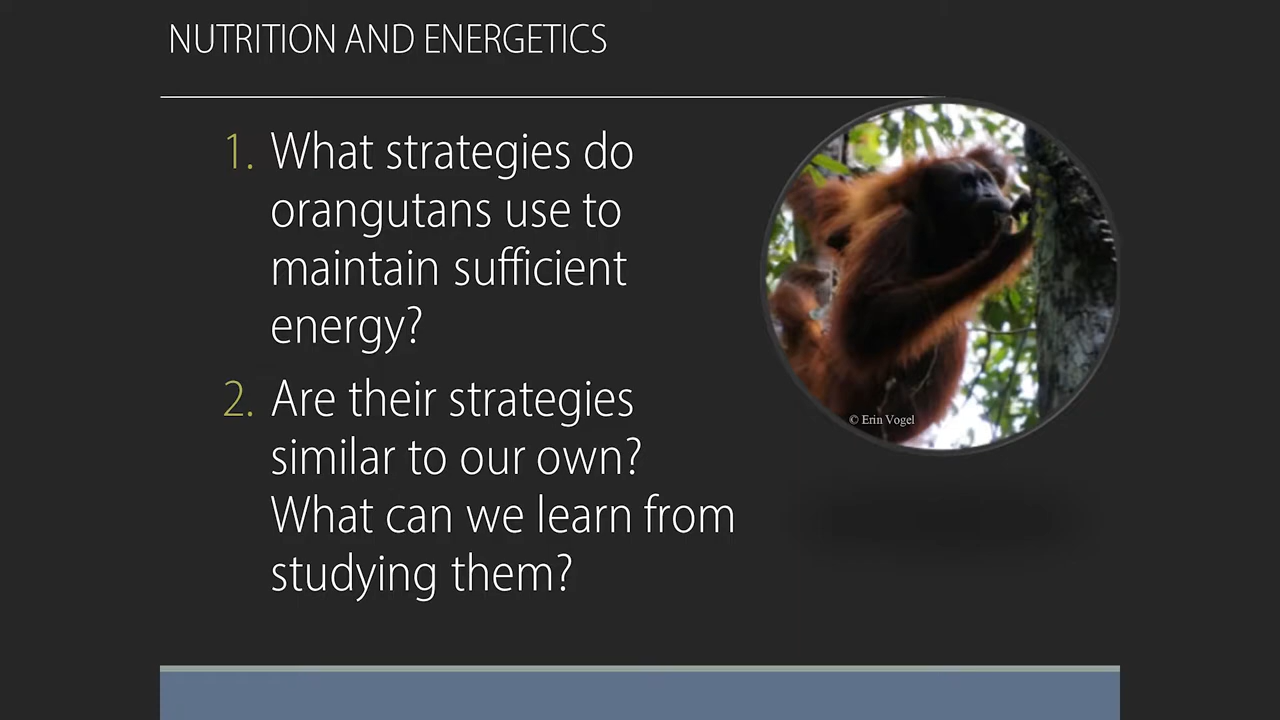 NUTRITION AND ENERGETICS
1. What strategies do
orangutans use to
maintain sufficient
energy?
2. Are their strategies
similar to our own?
What can we learn from
studying them?
© Erin Vogel